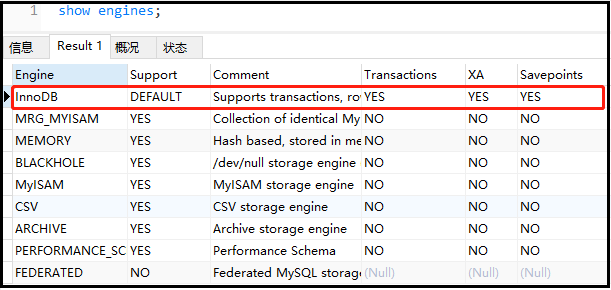 show engines;
信息 Result 1 概况 状态
Engine Support Comment Transactions XA Savepoints
InnoDB DEFAULT Supports transactions, ro YES YES YES
MRG_MYISAM YES Collection of identical My NO NO NO
MEMORY YES Hash based, stored in me NO NO NO
BLACKHOLE YES /dev/null storage engine NO NO NO
MyISAM YES MyISAM storage engine NO NO NO
CSV YES CSV storage engine NO NO NO
ARCHIVE YES Archive storage engine NO NO NO
PERFORMANCE_SC YES Performance Schema NO NO NO
FEDERATED NO Federated MySQL storag (Null) (Null) (Null)